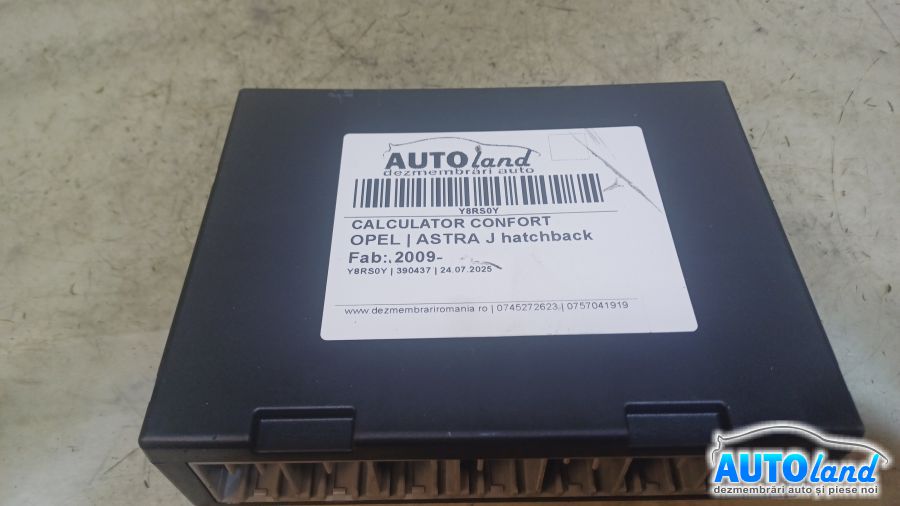 AUTOland
dezmembrări auto
Y8RS0Y
CALCULATOR CONFORT
OPEL | ASTRA J hatchback
Fab: 2009-
Y8RS0Y | 390437 | 24.07.2025
www.dezmembrariromania.ro | 0745272623 | 0757041919
AUTOland
dezmembrări auto și piese noi